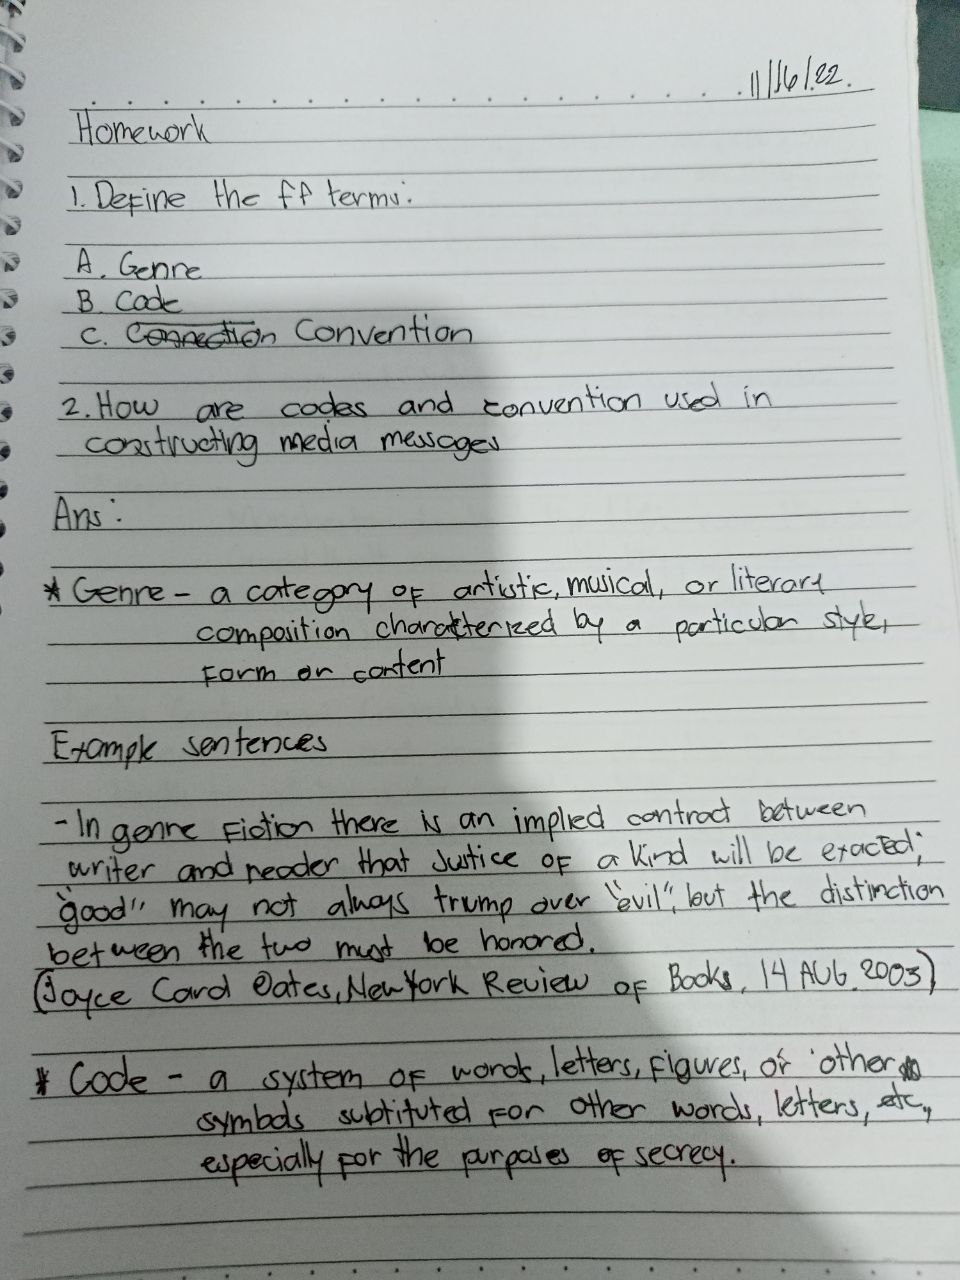 11/16/22.
Homework
1. Define the ff terms:
A. Genre
B. Code
C. Connection Convention
2. How are codes and convention used in
constructing media messages
Ans:
* Genre - a category of artistic, musical, or literary
composition characterized by a particular style,
form or content
Example sentences
- In genre fiction there is an implied contract between
writer and reader that justice of a kind will be exacted;
"good" may not always trump over "evil", but the distinction
between the two must be honored.
(Joyce Carol Oates, New York Review of Books, 14 AUG. 2003)
* Code - a system of words, letters, figures, or other
symbols subtituted for other words, letters, etc.,
especially for the purposes of secrecy.